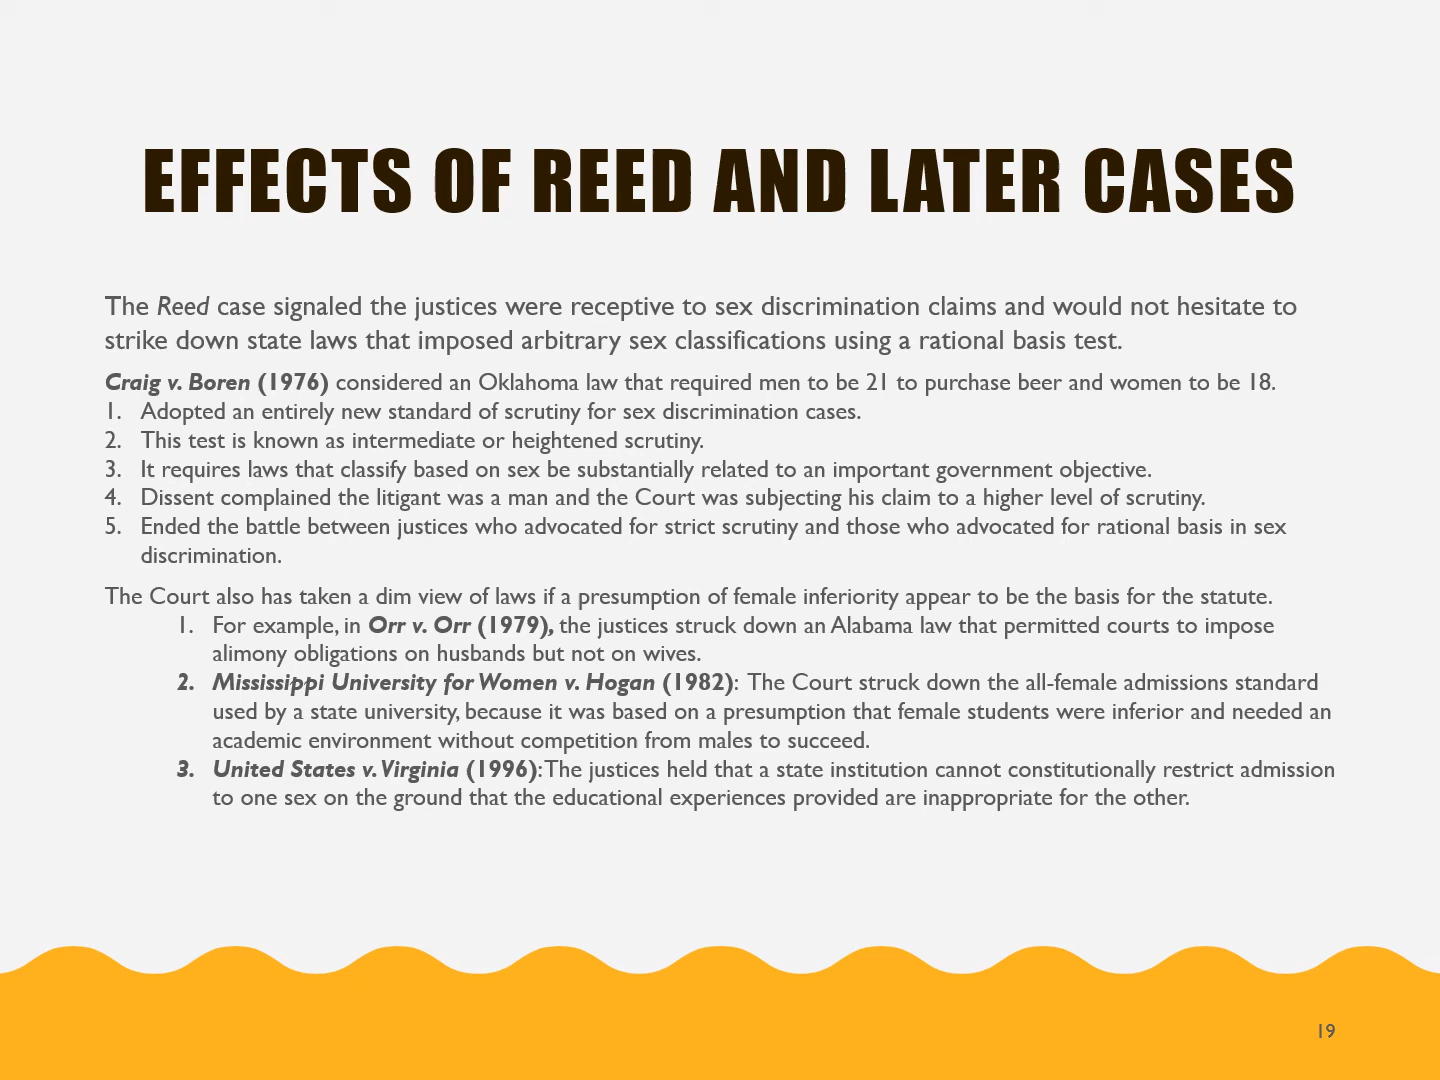 EFFECTS OF REED AND LATER CASES
The Reed case signaled the justices were receptive to sex discrimination claims and would not hesitate to
strike down state laws that imposed arbitrary sex classifications using a rational basis test.
Craig v. Boren (1976) considered an Oklahoma law that required men to be 21 to purchase beer and women to be 18.
1. Adopted an entirely new standard of scrutiny for sex discrimination cases.
2. This test is known as intermediate or heightened scrutiny.
3. It requires laws that classify based on sex be substantially related to an important government objective.
4. Dissent complained the litigant was a man and the Court was subjecting his claim to a higher level of scrutiny.
5. Ended the battle between justices who advocated for strict scrutiny and those who advocated for rational basis in sex
discrimination.
The Court also has taken a dim view of laws if a presumption of female inferiority appear to be the basis for the statute.
1. For example, in Orr v. Orr (1979), the justices struck down an Alabama law that permitted courts to impose
alimony obligations on husbands but not on wives.
2. Mississippi University for Women v. Hogan (1982): The Court struck down the all-female admissions standard
used by a state university, because it was based on a presumption that female students were inferior and needed an
academic environment without competition from males to succeed.
3. United States v. Virginia (1996): The justices held that a state institution cannot constitutionally restrict admission
to one sex on the ground that the educational experiences provided are inappropriate for the other.
19